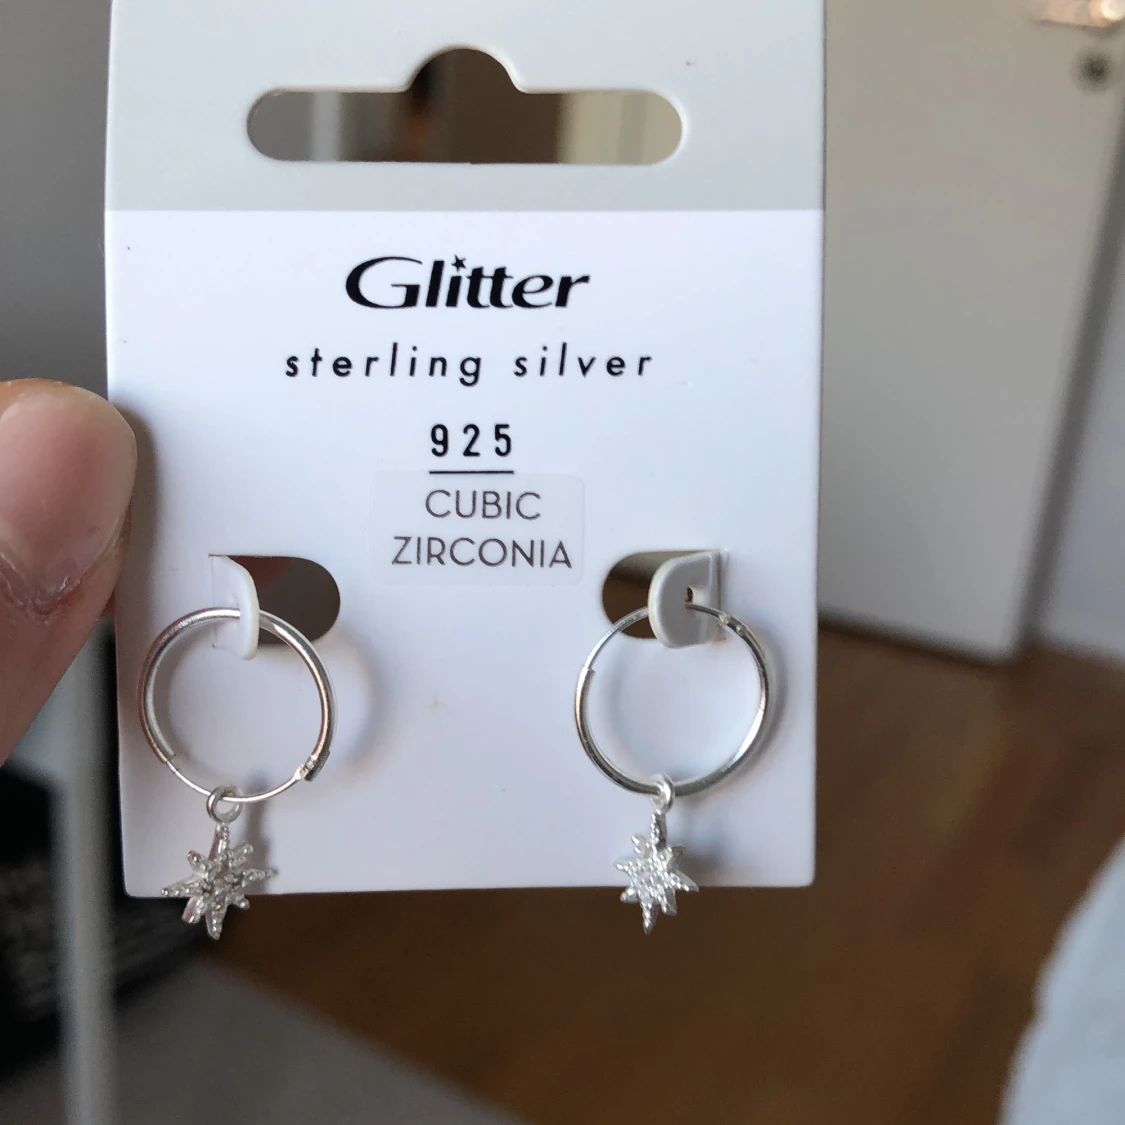 Glitter
sterling silver
925
CUBIC
ZIRCONIA